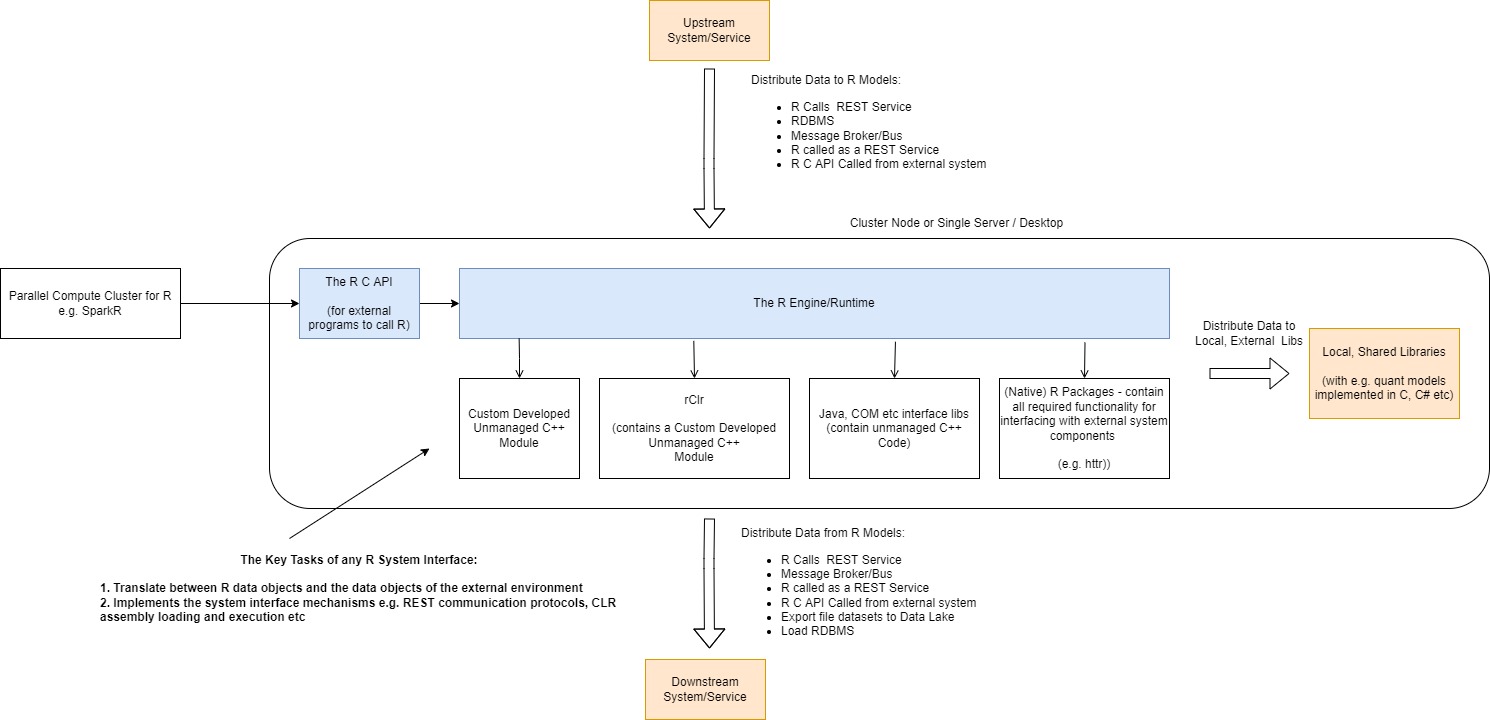 Upstream
System/Service
Distribute Data to R Models:
R Calls  REST Service
RDBMS
Message Broker/Bus
R called as a REST Service
R C API Called from external system
Cluster Node or Single Server / Desktop
Parallel Compute Cluster for R
e.g. SparkR
The R C API
(for external
programs to call R)
The R Engine/Runtime
Custom Developed
Unmanaged C++
Module
rClr
(contains a Custom Developed
Unmanaged C++
Module
Java, COM etc interface libs
(contain unmanaged C++
Code)
(Native) R Packages - contain
all required functionality for
interfacing with external system
components
(e.g. httr))
Distribute Data to
Local, External  Libs
Local, Shared Libraries
(with e.g. quant models
implemented in C, C# etc)
The Key Tasks of any R System Interface:
1. Translate between R data objects and the data objects of the external environment
2. Implements the system interface mechanisms e.g. REST communication protocols, CLR
assembly loading and execution etc
Distribute Data from R Models:
R Calls  REST Service
Message Broker/Bus
R called as a REST Service
R C API Called from external system
Export file datasets to Data Lake
Load RDBMS
Downstream
System/Service